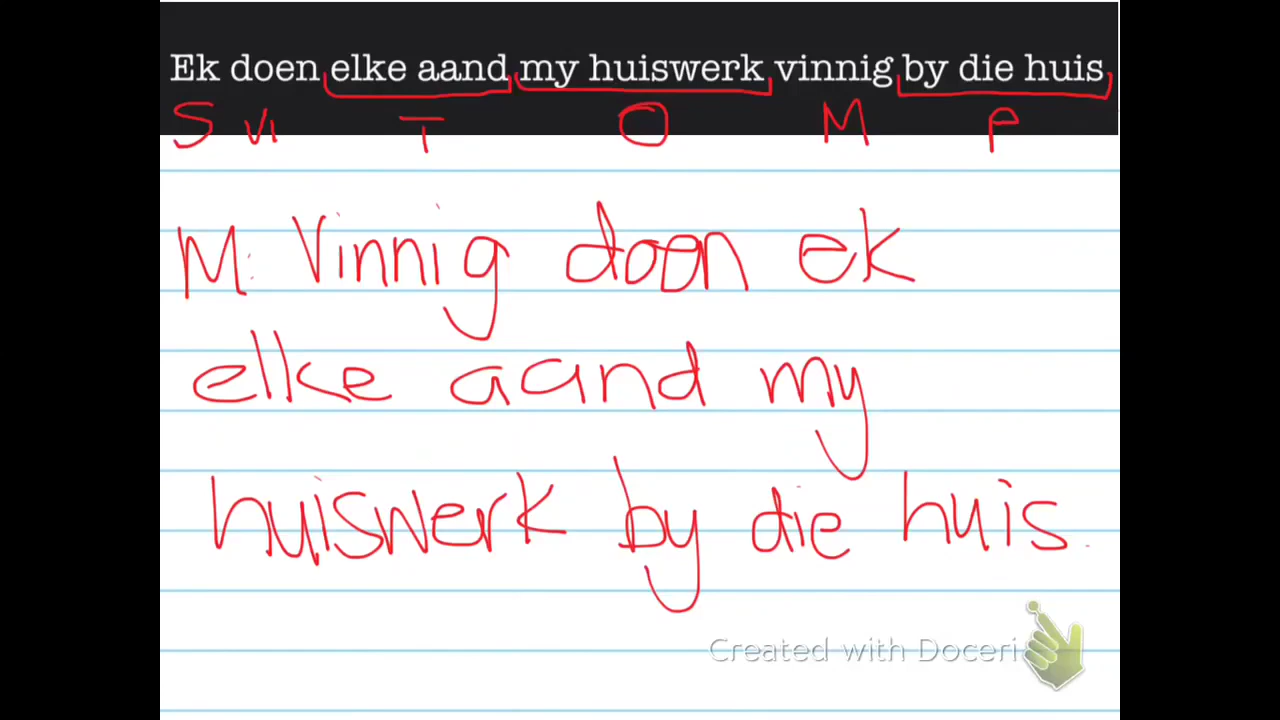 Ek doen elke aand my huiswerk vinnig by die huis
S V1 T O M P
M: Vinnig doen ek
elke aand my
huiswerk by die huis.
Created with Doceri